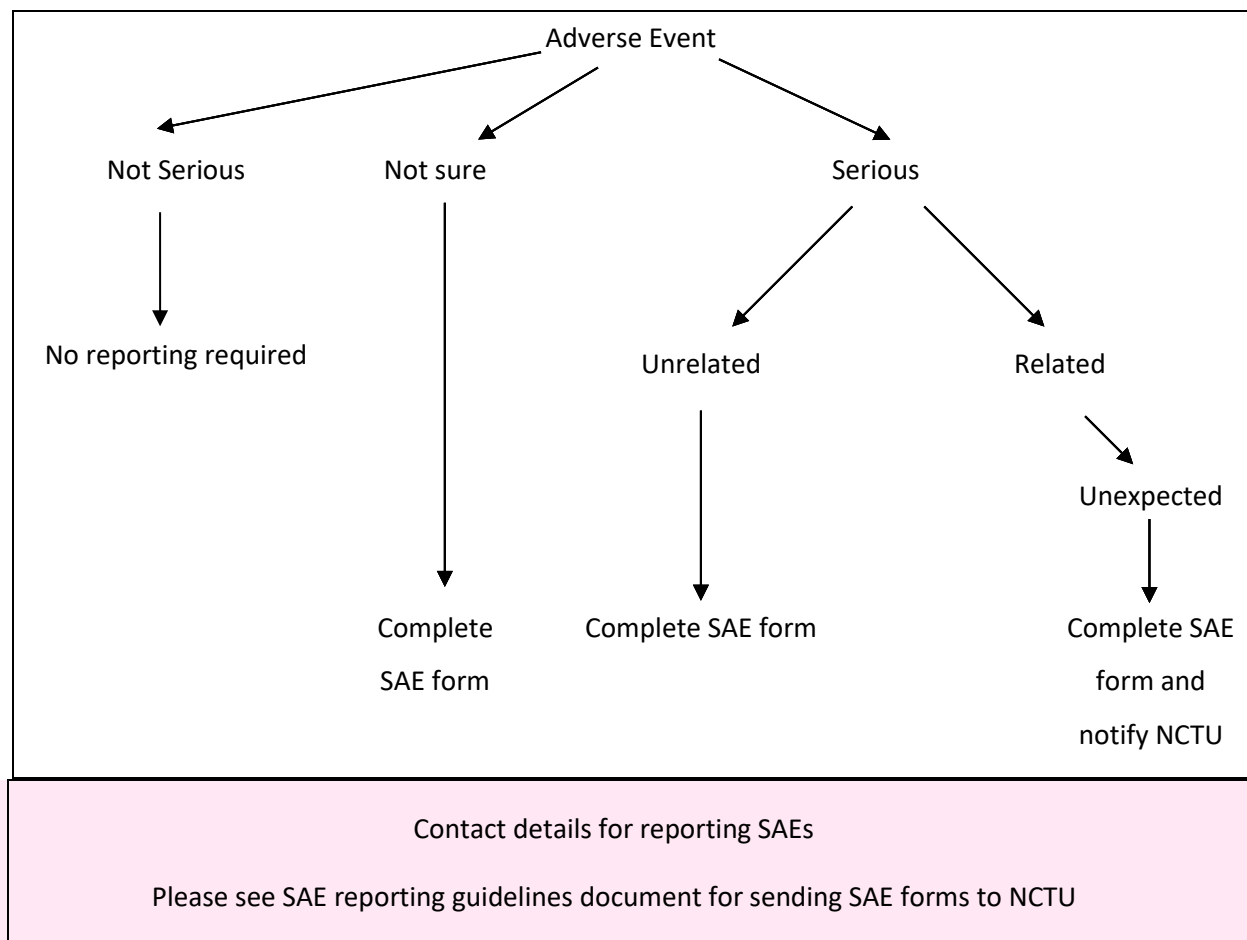 Adverse Event
Not Serious
Not sure
Serious
No reporting required
Unrelated
Related
Unexpected
Complete
SAE form
Complete SAE form
Complete SAE
form and
notify NCTU
Contact details for reporting SAEs
Please see SAE reporting guidelines document for sending SAE forms to NCTU